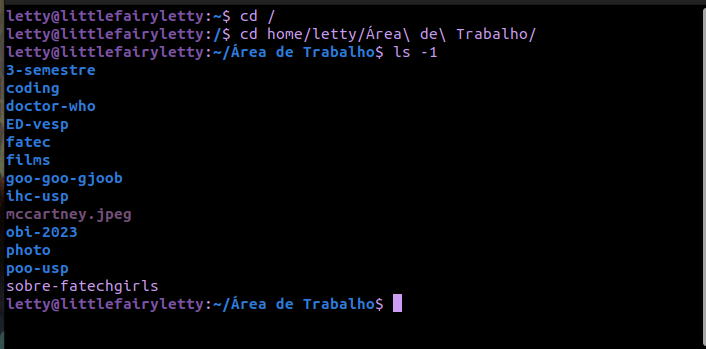 letty@littlefairyletty:~$ cd /
letty@littlefairyletty:/$ cd home/letty/Área\ de\ Trabalho/
letty@littlefairyletty:~/Área de Trabalho$ ls -1
3-semestre
coding
doctor-who
ED-vesp
fatec
films
goo-goo-gjoob
ihc-usp
mccartney.jpeg
obi-2023
photo
poo-usp
sobre-fatechgirls
letty@littlefairyletty:~/Área de Trabalho$